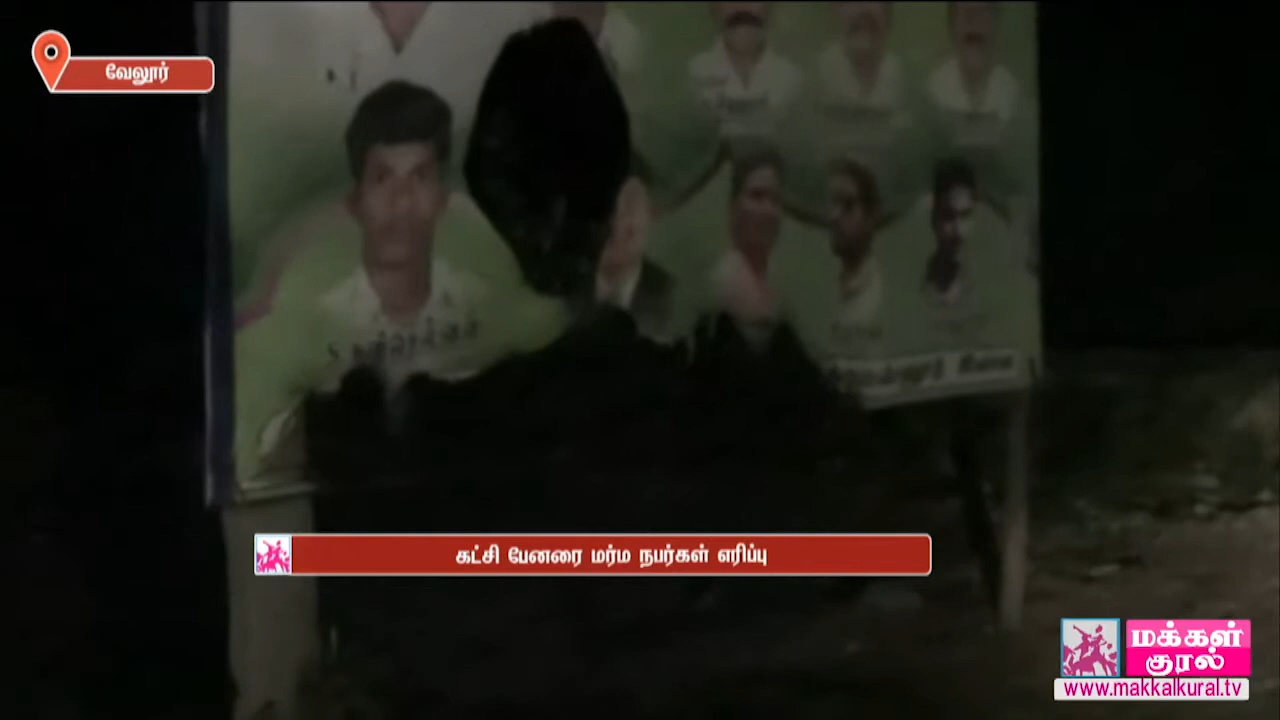 வேலூர்
கட்சி பேனரை மர்ம நபர்கள் எரிப்பு
மக்கள்
குரல்
www.makkalkural.tv